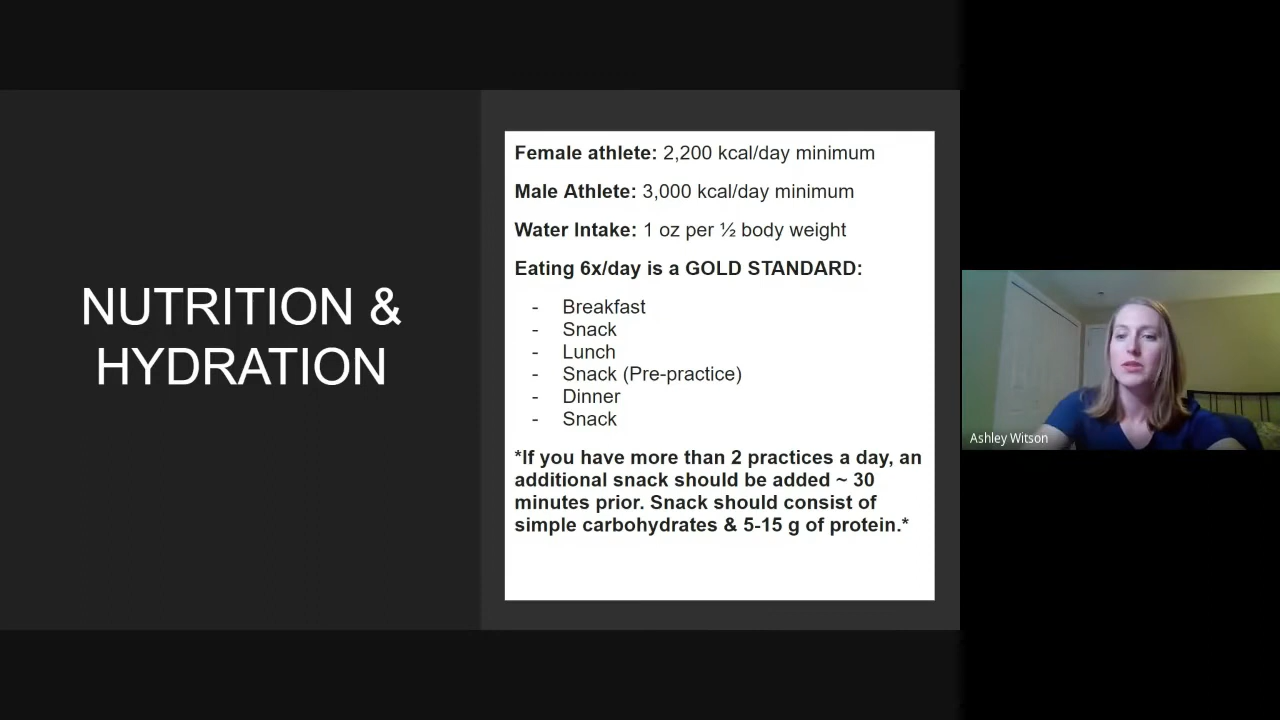 NUTRITION &
HYDRATION
Female athlete: 2,200 kcal/day minimum
Male Athlete: 3,000 kcal/day minimum
Water Intake: 1 oz per ½ body weight
Eating 6x/day is a GOLD STANDARD:
- Breakfast
- Snack
- Lunch
- Snack (Pre-practice)
- Dinner
- Snack
*If you have more than 2 practices a day, an
additional snack should be added ~ 30
minutes prior. Snack should consist of
simple carbohydrates & 5-15 g of protein.*
Ashley Witson